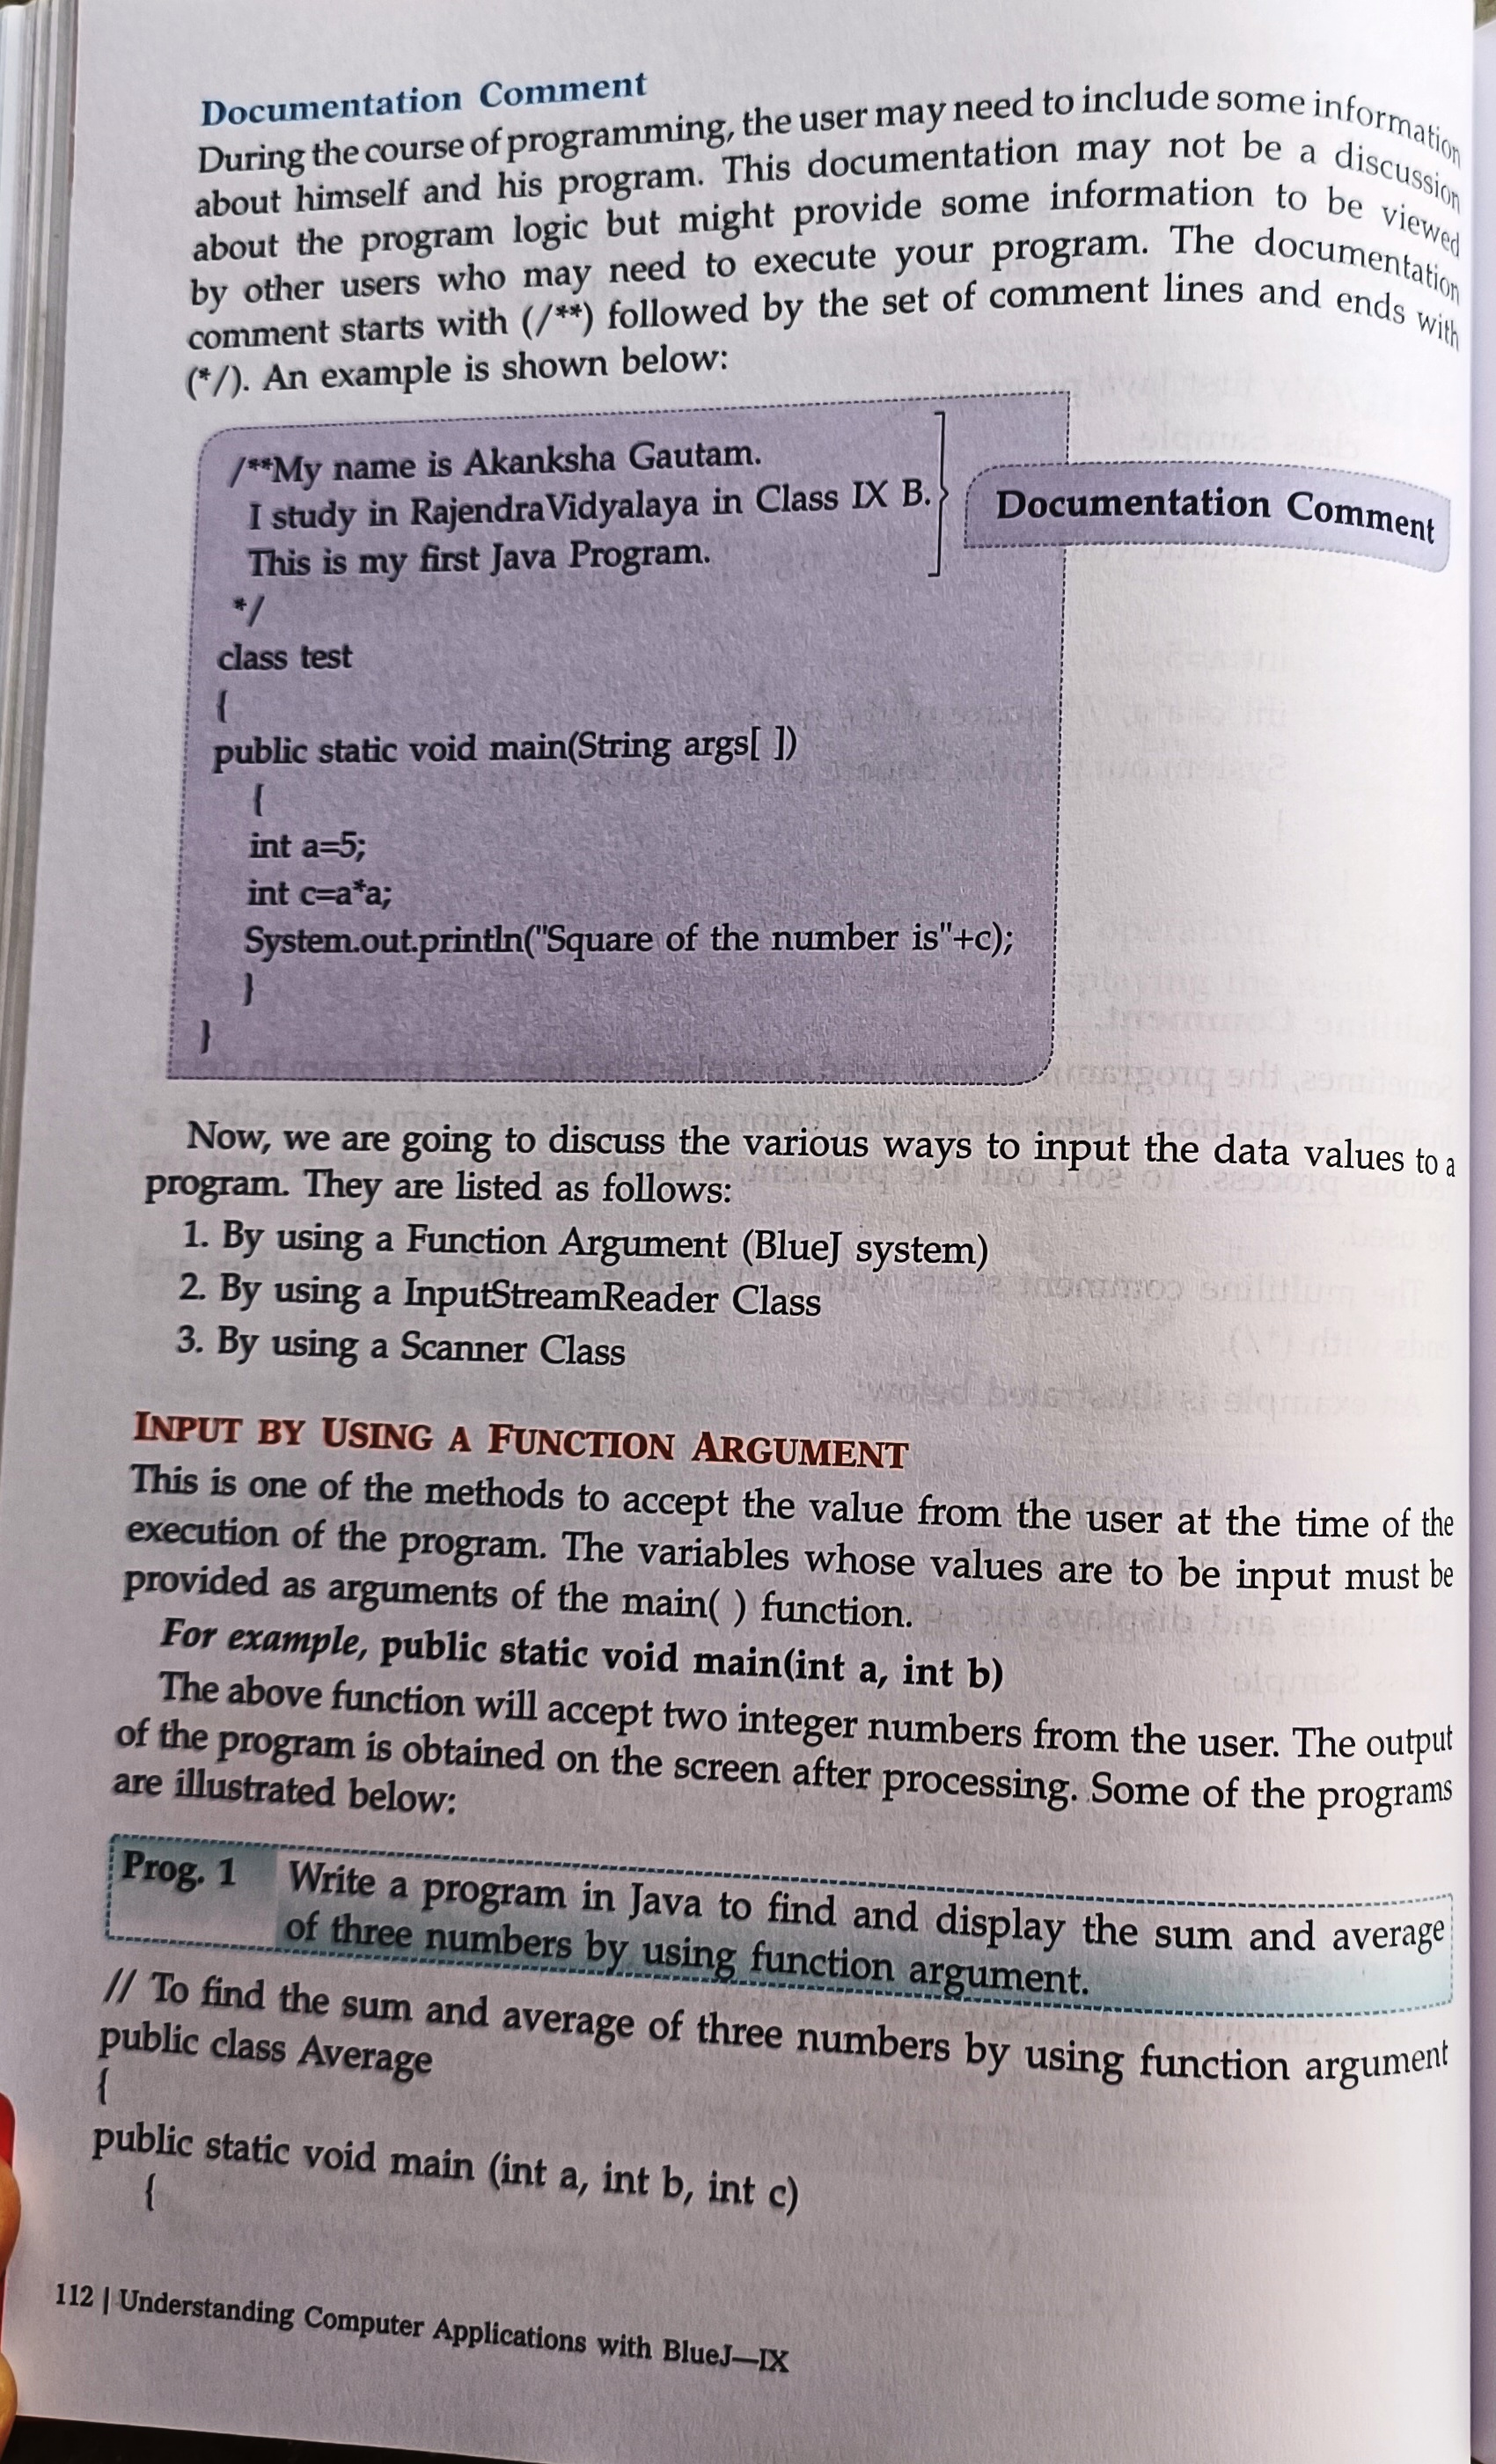 Documentation Comment
During the course of programming, the user may need to include some information
about himself and his program. This documentation may not be a discussion
about the program logic but might provide some information to be viewed
by other users who may need to execute your program. The documentation
comment starts with (/**) followed by the set of comment lines and ends with
(*/). An example is shown below:
/**My name is Akanksha Gautam.
I study in RajendraVidyalaya in Class IX B.
This is my first Java Program.
*/
Documentation Comment
class test
{
public static void main(String args[ ])
{
int a=5;
int c=a*a;
System.out.println("Square of the number is"+c);
}
}
Now, we are going to discuss the various ways to input the data values to a
program. They are listed as follows:
1. By using a Function Argument (BlueJ system)
2. By using a InputStreamReader Class
3. By using a Scanner Class
INPUT BY USING A FUNCTION ARGUMENT
This is one of the methods to accept the value from the user at the time of the
execution of the program. The variables whose values are to be input must be
provided as arguments of the main( ) function.
For example, public static void main(int a, int b)
The above function will accept two integer numbers from the user. The output
of the program is obtained on the screen after processing. Some of the programs
are illustrated below:
Prog. 1 Write a program in Java to find and display the sum and average
of three numbers by using function argument.
// To find the sum and average of three numbers by using function argument
public class Average
{
public static void main (int a, int b, int c)
{
112 | Understanding Computer Applications with BlueJ—IX